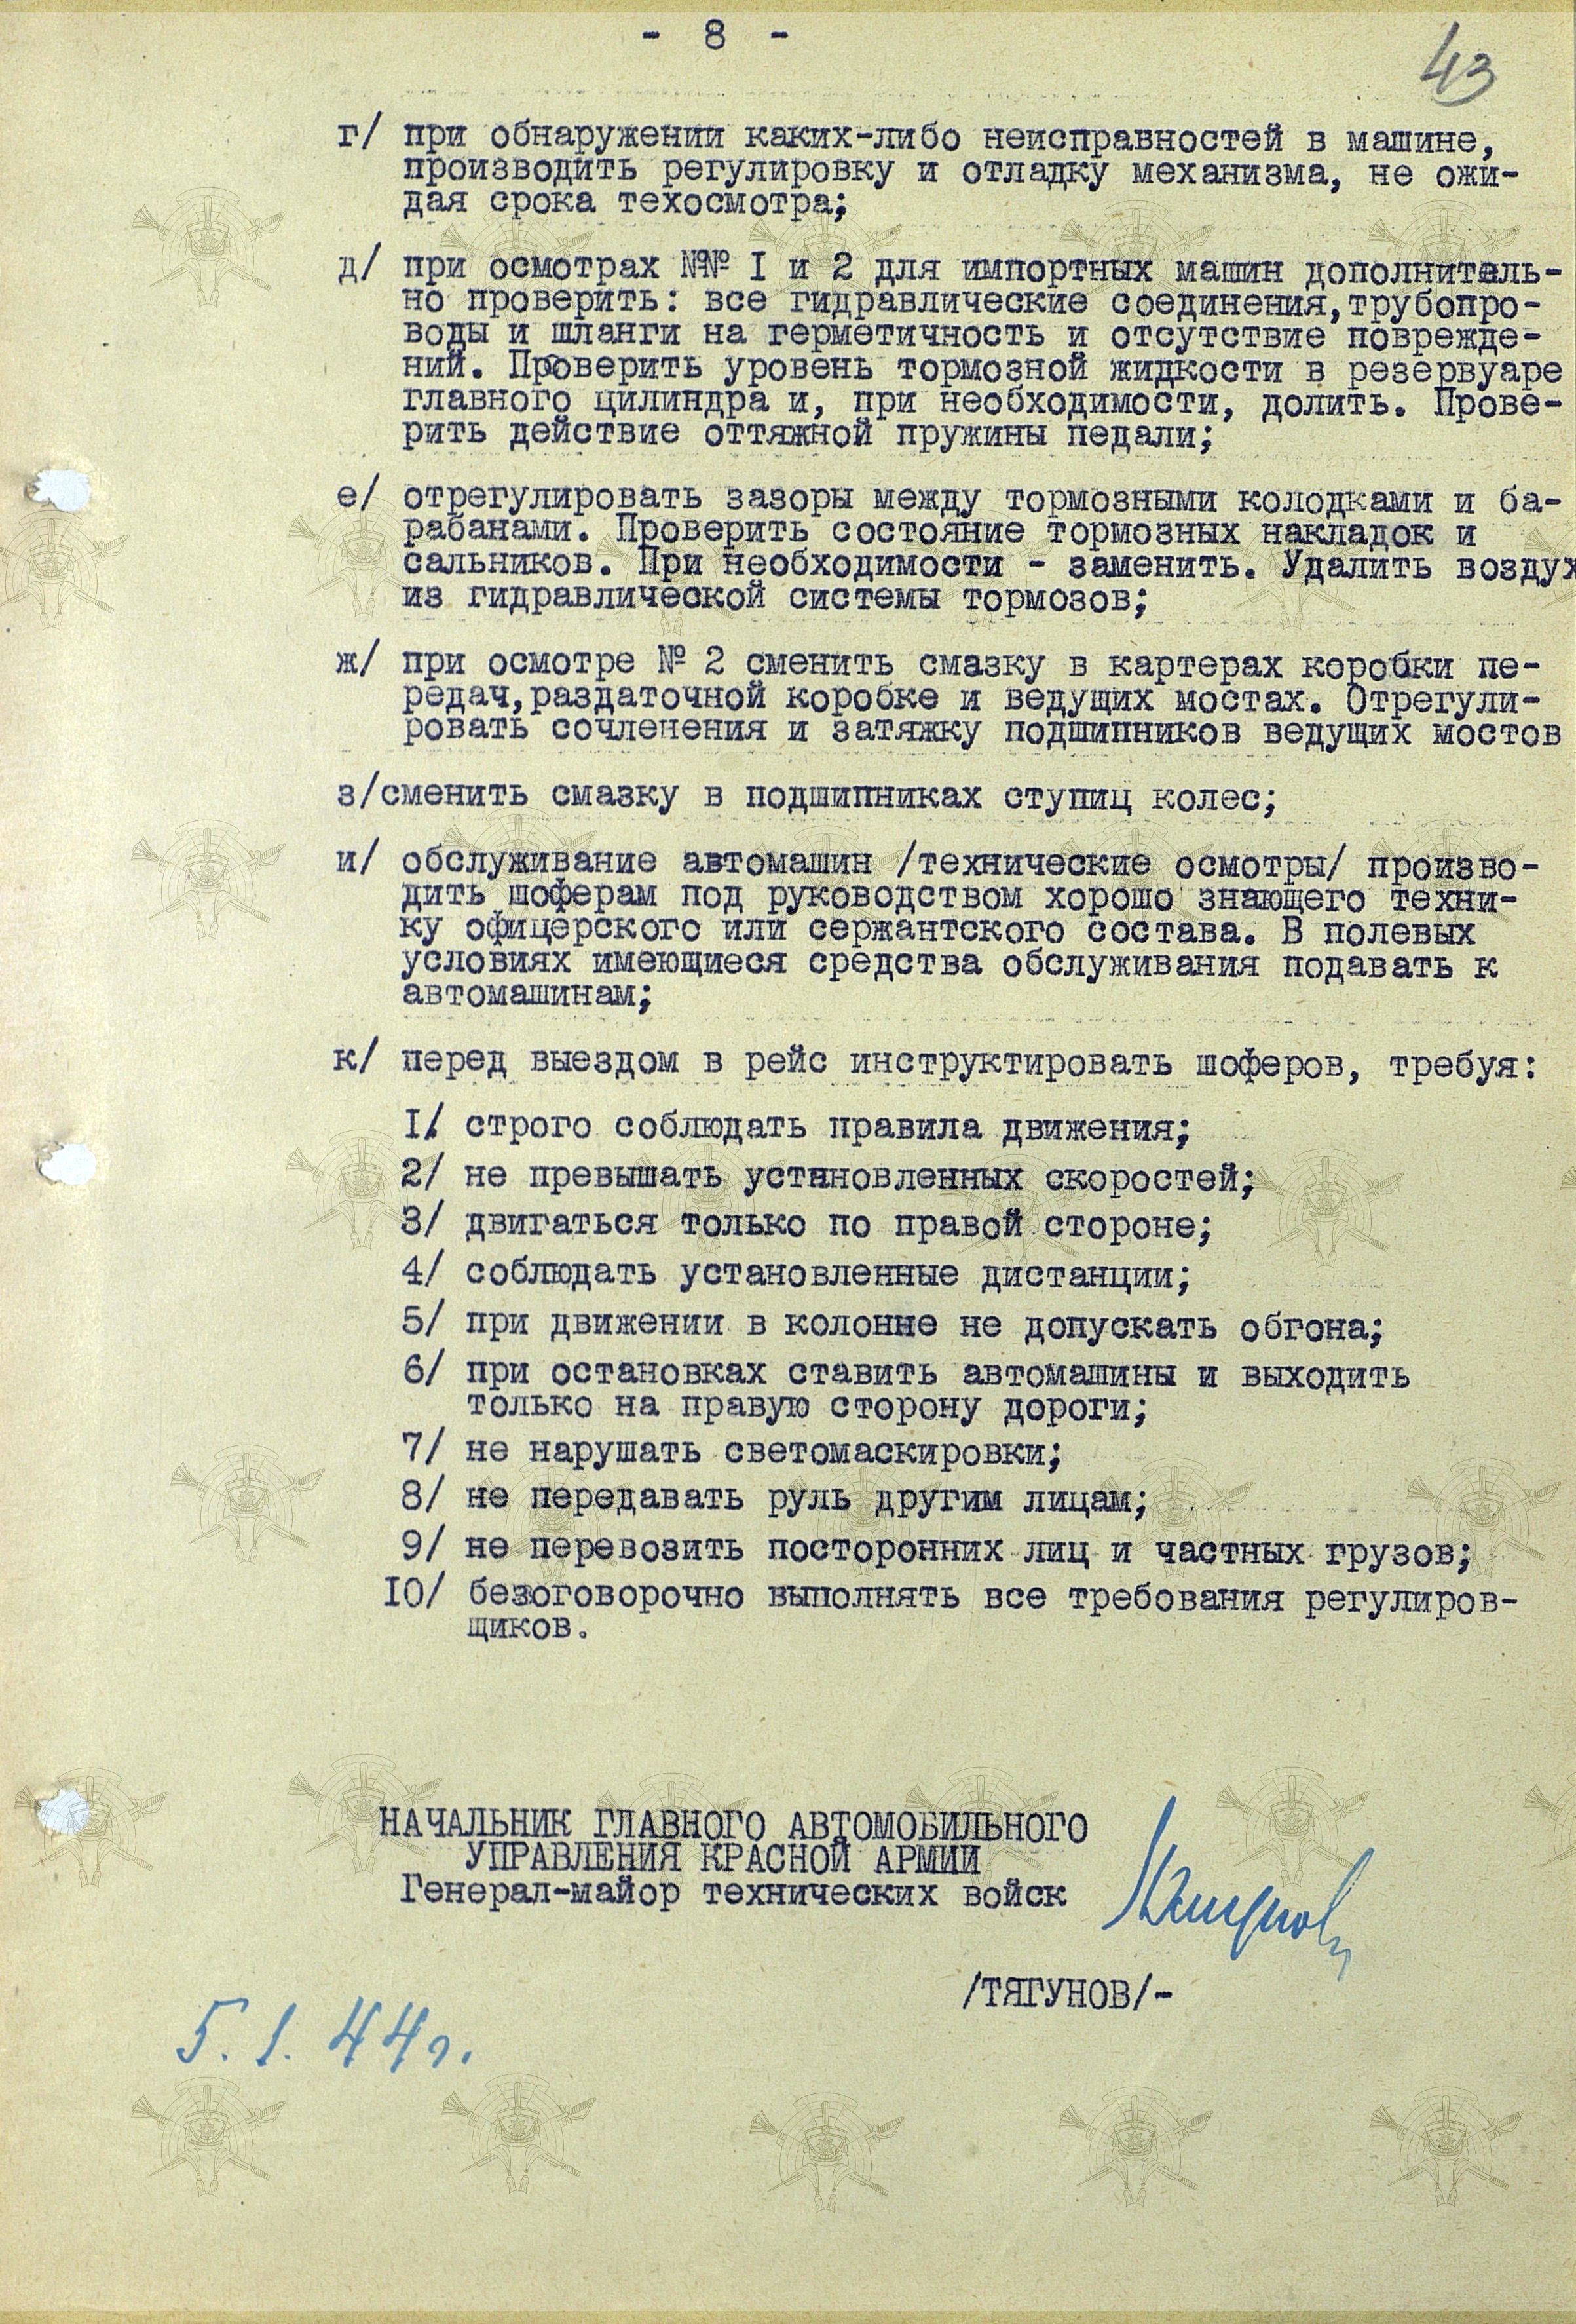 - 8 -
43
г/ при обнаружении каких-либо неисправностей в машине,
производить регулировку и отладку механизма, не ожи-
дая срока техосмотра;
д/ при осмотрах №№ I и 2 для импортных машин дополнитель-
но проверить: все гидравлические соединения,трубопро-
воды и шланги на герметичность и отсутствие поврежде-
ний. Проверить уровень тормозной жидкости в резервуаре
главного цилиндра и, при необходимости, долить. Прове-
рить действие оттяжной пружины педали;
е/ отрегулировать зазоры между тормозными колодками и ба-
рабанами. Проверить состояние тормозных накладок и
сальников. При необходимости - заменить. Удалить воздух
из гидравлической системы тормозов;
ж/ при осмотре № 2 сменить смазку в картерах коробки пе-
редач,раздаточной коробке и ведущих мостах. Отрегули-
ровать сочленения и затяжку подшипников ведущих мостов
з/сменить смазку в подшипниках ступиц колес;
и/ обслуживание автомашин /технические осмотры/ произво-
дить шоферам под руководством хорошо знающего техни-
ку офицерского или сержантского состава. В полевых
условиях имеющиеся средства обслуживания подавать к
автомашинам;
к/ перед выездом в рейс инструктировать шоферов, требуя:
I/. строго соблюдать правила движения;
2/ не превышать установленных скоростей;
3/ двигаться только по правой стороне;
4/ соблюдать установленные дистанции;
5/ при движении в колонне не допускать обгона;
6/ при остановках ставить автомашины и выходить
только на правую сторону дороги;
7/ не нарушать светомаскировки;
8/ не передавать руль другим лицам;
9/ не перевозить посторонних лиц и частных грузов;
I0/ безоговорочно выполнять все требования регулиров-
щиков.
НАЧАЛЬНИК ГЛАВНОГО АВТОМОБИЛЬНОГО
УПРАВЛЕНИЯ КРАСНОЙ АРМИИ
Генерал-майор технических войск
/ТЯГУНОВ/-
5.1.44г.